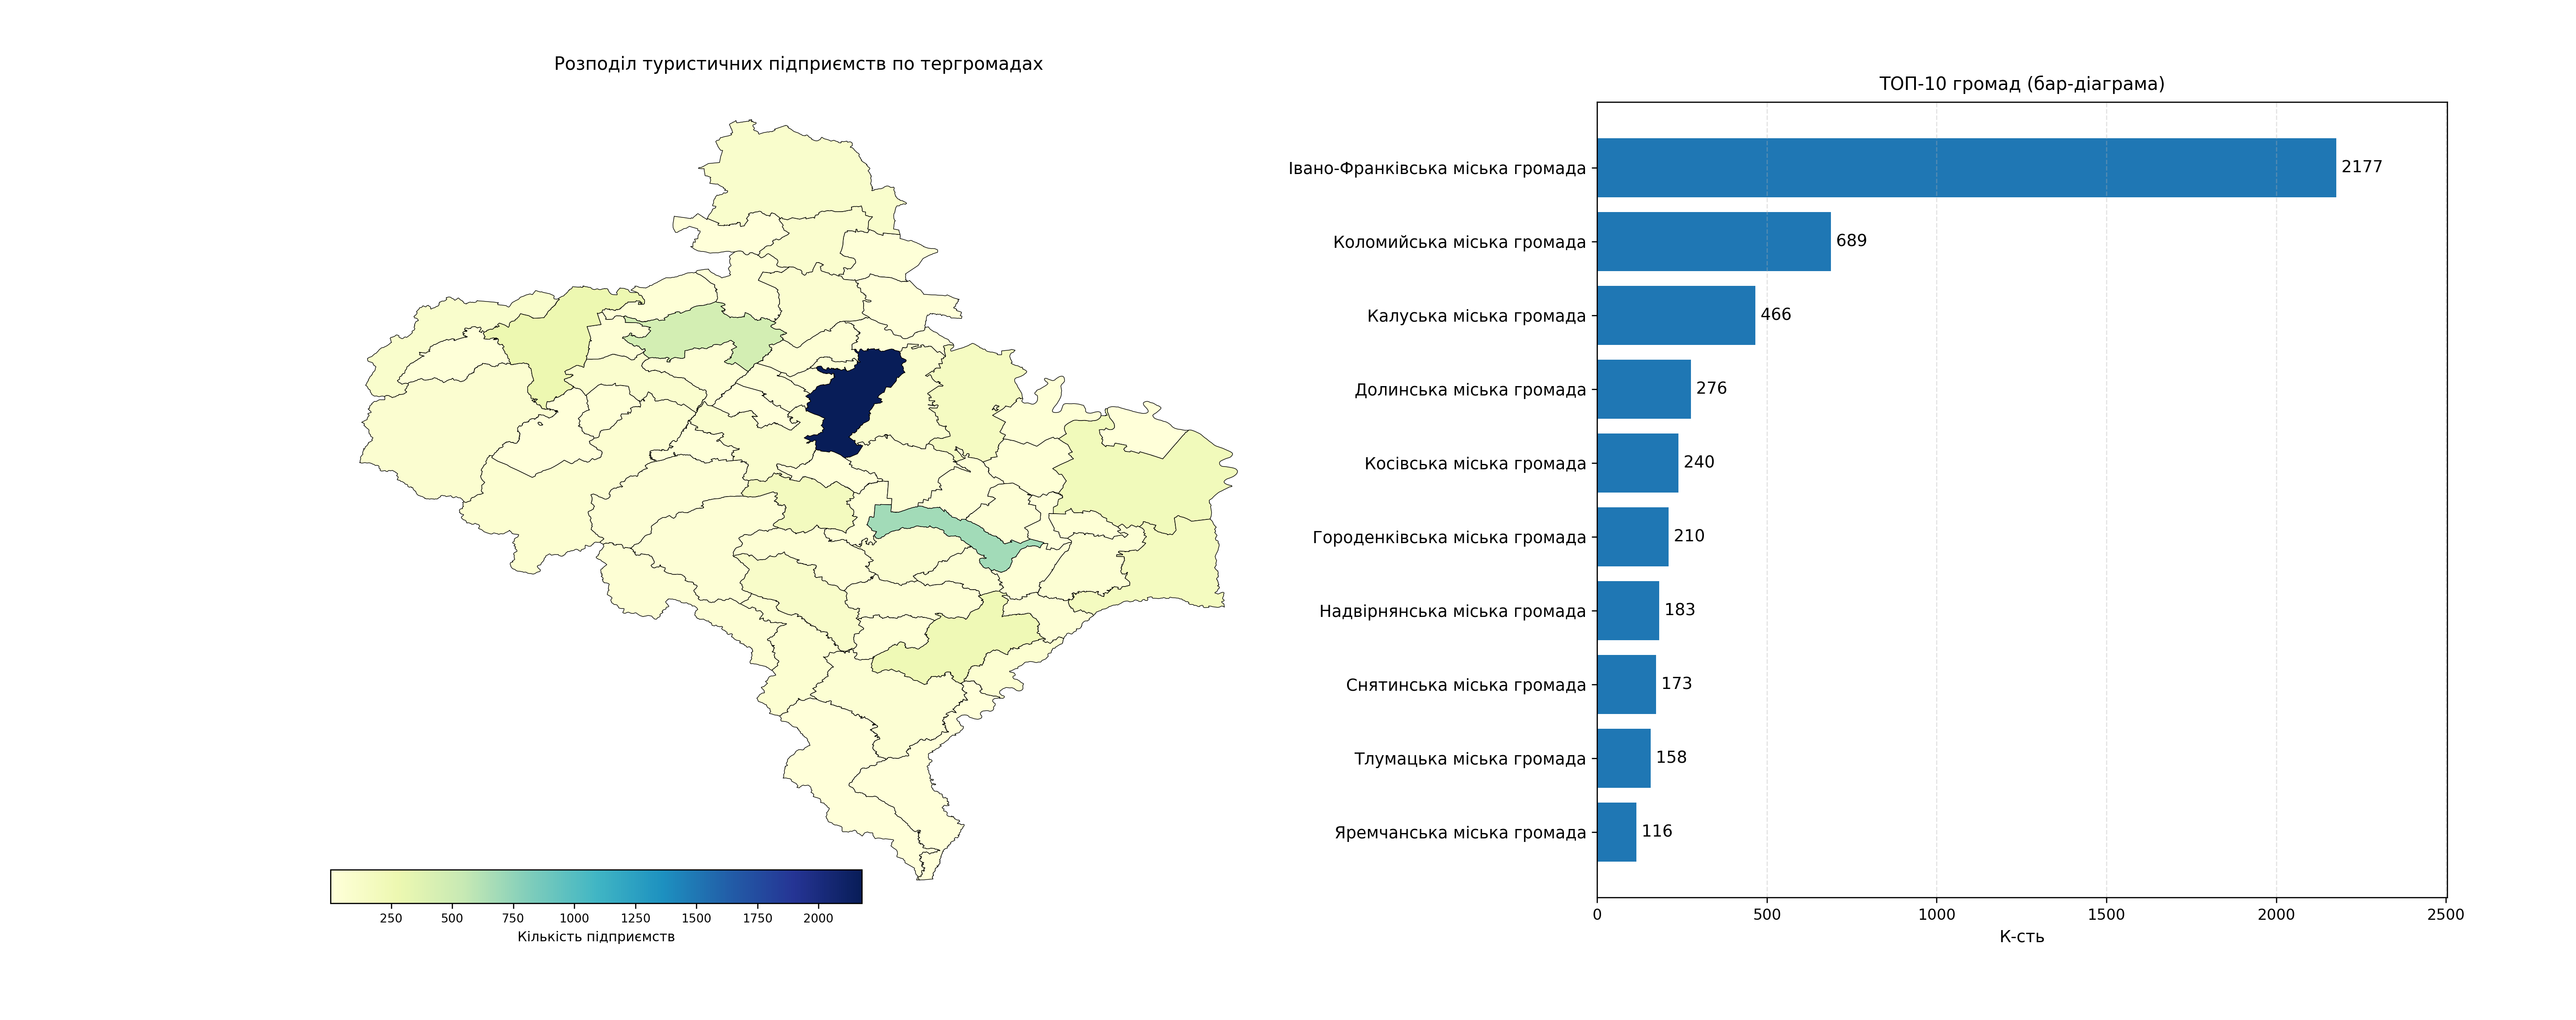 Розподіл туристичних підприємств по тергромадах
250 500 750 1000 1250 1500 1750 2000
Кількість підприємств
ТОП-10 громад (бар-діаграма)
Івано-Франківська міська громада 2177
Коломийська міська громада 689
Калуська міська громада 466
Долинська міська громада 276
Косівська міська громада 240
Городенківська міська громада 210
Надвірнянська міська громада 183
Снятинська міська громада 173
Тлумацька міська громада 158
Яремчанська міська громада 116
0 500 1000 1500 2000 2500
К-сть